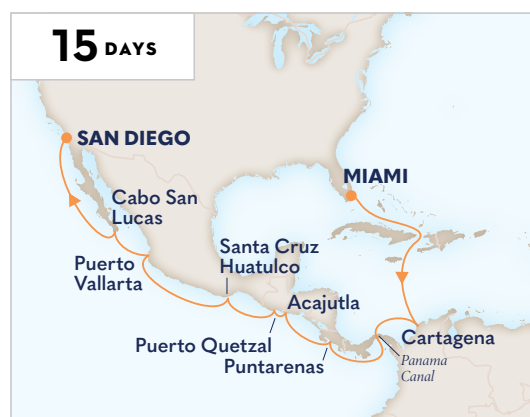 15 DAYS
SAN DIEGO
MIAMI
Cabo San
Lucas
Santa Cruz
Huatulco
Puerto
Vallarta
Acajutla
Puerto Quetzal
Puntarenas
Cartagena
Panama
Canal